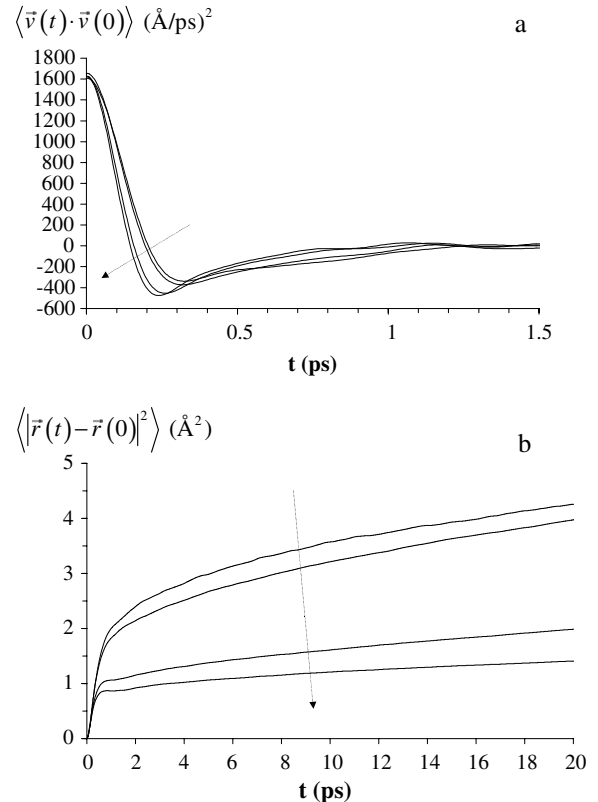 ⟨v⃗(t)·v⃗(0)⟩ (Å/ps)²
a
1800
1600
1400
1200
1000
800
600
400
200
0
-200
-400
-600
0 0.5 1 1.5
t (ps)
⟨|r⃗(t)−r⃗(0)|²⟩ (Å²)
b
5
4
3
2
1
0
0 2 4 6 8 10 12 14 16 18 20
t (ps)